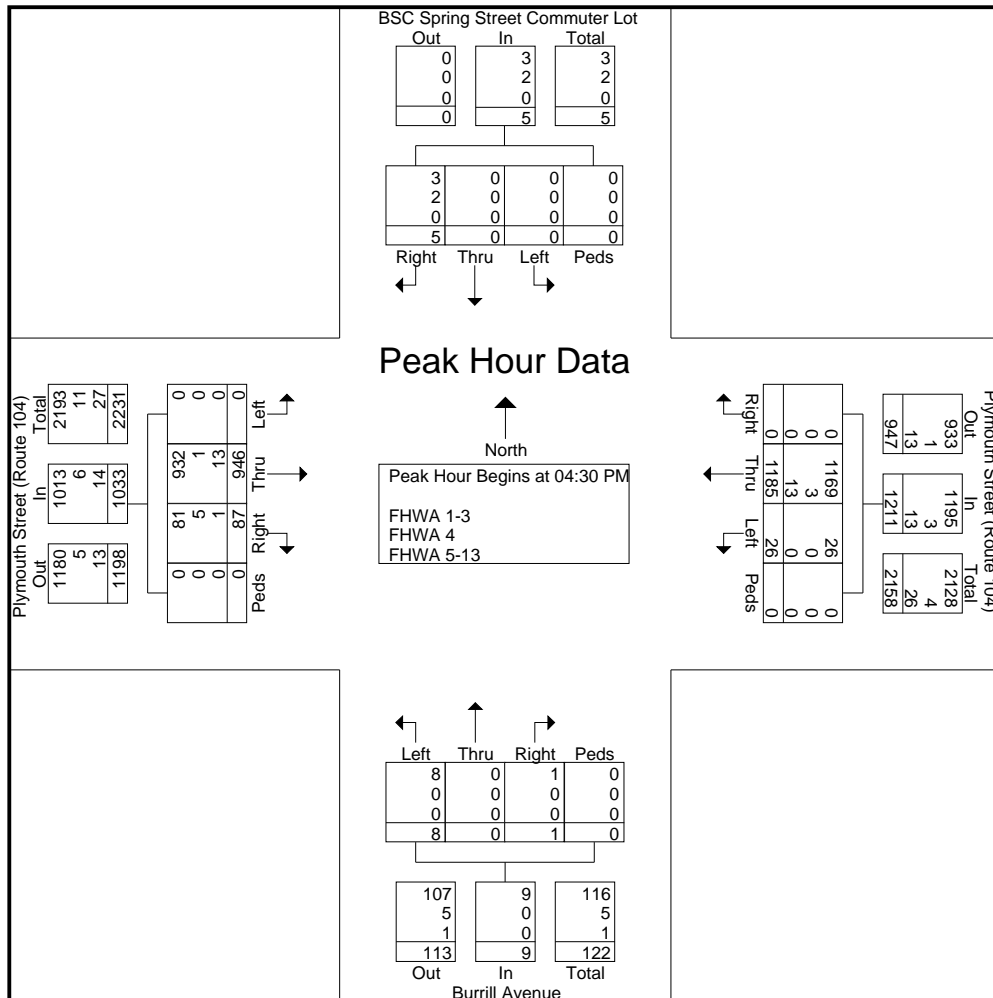 BSC Spring Street Commuter Lot
Out In Total
0 3 3
0 2 2
0 0 0
0 5 5
3 0 0 0
2 0 0 0
0 0 0 0
5 0 0 0
Right Thru Left Peds
Peak Hour Data
North
Peak Hour Begins at 04:30 PM
FHWA 1-3
FHWA 4
FHWA 5-13
Plymouth Street (Route 104)
Out In Total
1180 1013 2193
5 6 11
13 14 27
1198 1033 2231
Peds Right Thru Left
0 81 932 0
0 5 1 0
0 1 13 0
0 87 946 0
Plymouth Street (Route 104)
Out In Total
933 1195 2128
1 3 4
13 13 26
947 1211 2158
Right Thru Left Peds
0 1169 26 0
0 3 0 0
0 13 0 0
0 1185 26 0
Left Thru Right Peds
8 0 1 0
0 0 0 0
0 0 0 0
8 0 1 0
107 9 116
5 0 5
1 0 1
113 9 122
Out In Total
Burrill Avenue